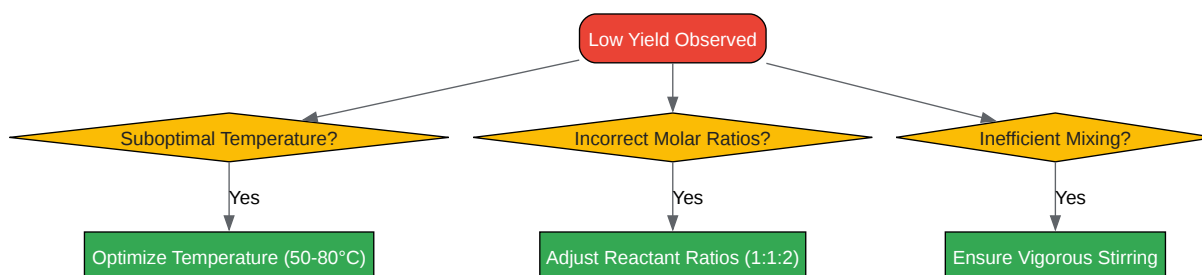 Low Yield Observed
Suboptimal Temperature?
Incorrect Molar Ratios?
Inefficient Mixing?
Yes
Yes
Yes
Optimize Temperature (50-80°C)
Adjust Reactant Ratios (1:1:2)
Ensure Vigorous Stirring